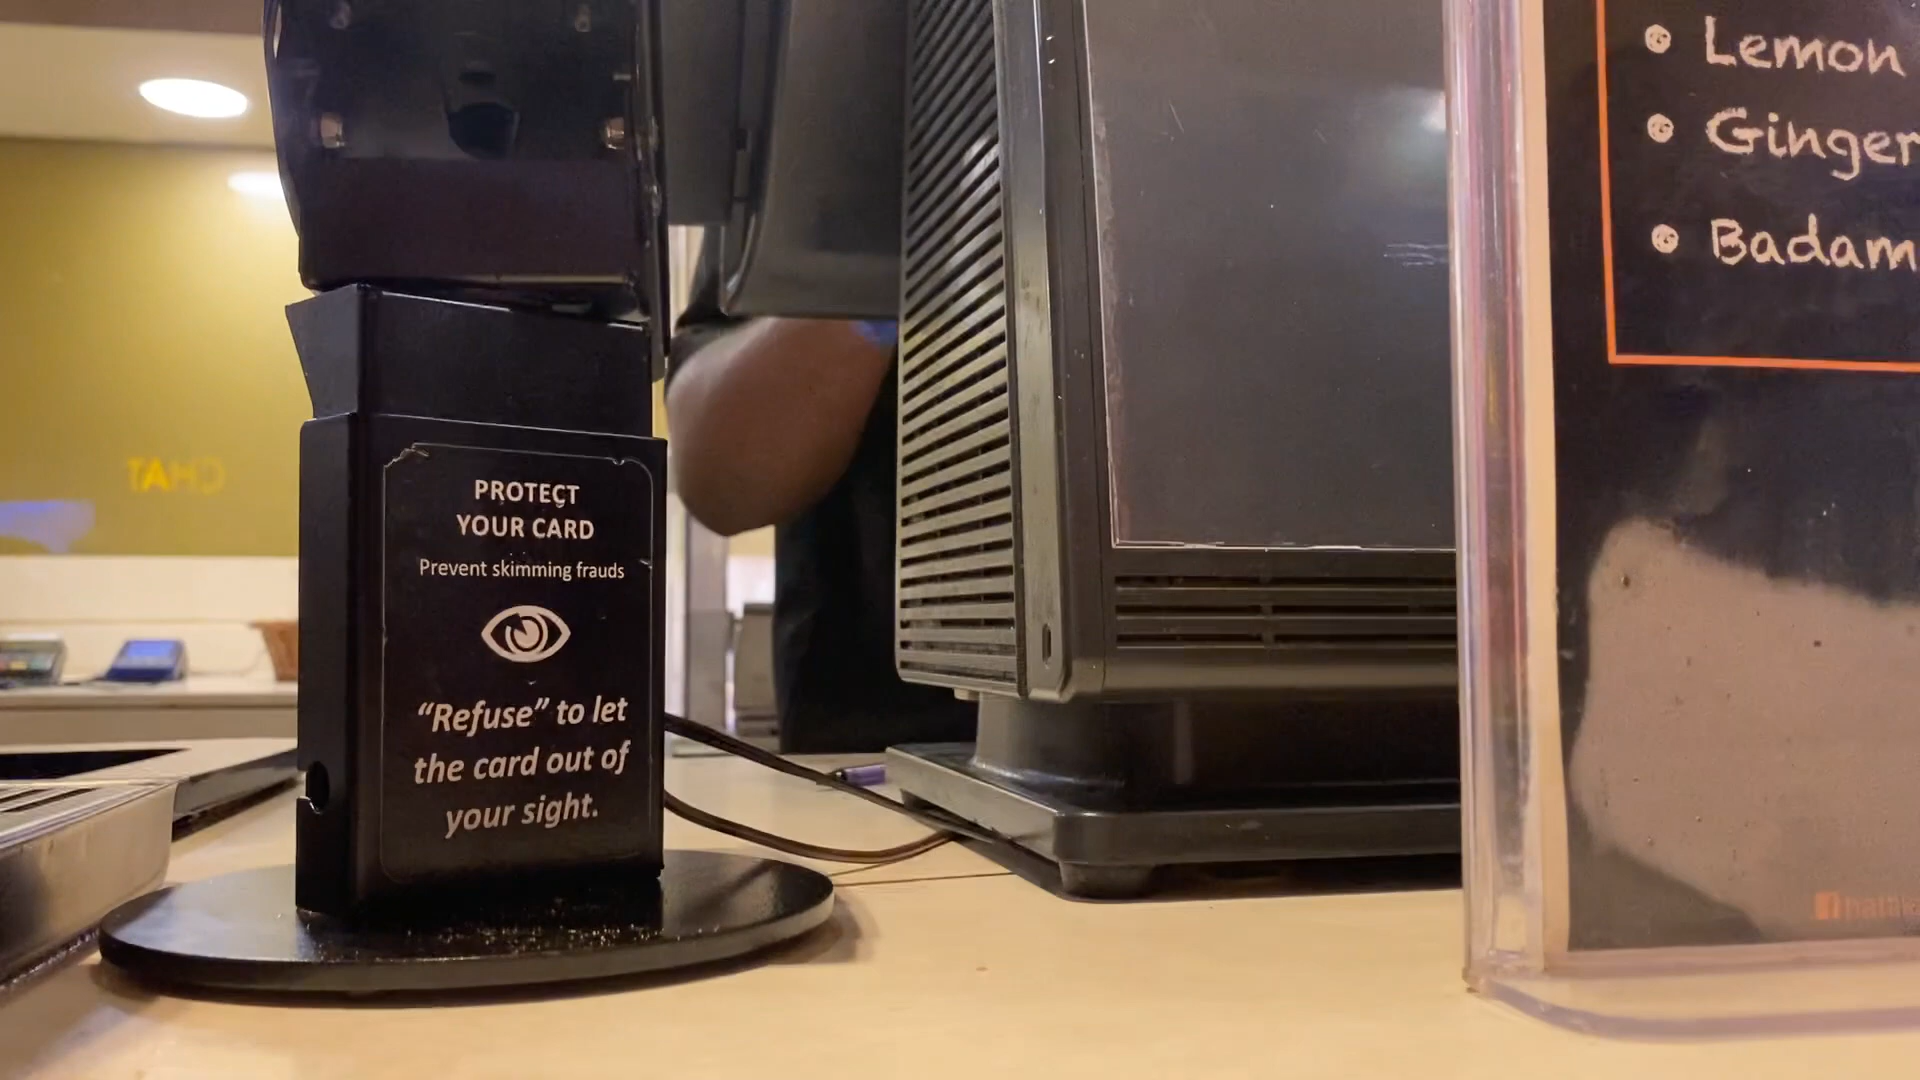 PROTECT
YOUR CARD
Prevent skimming frauds
“Refuse” to let
the card out of
your sight.
CHAT
Lemon
Ginger
Badam